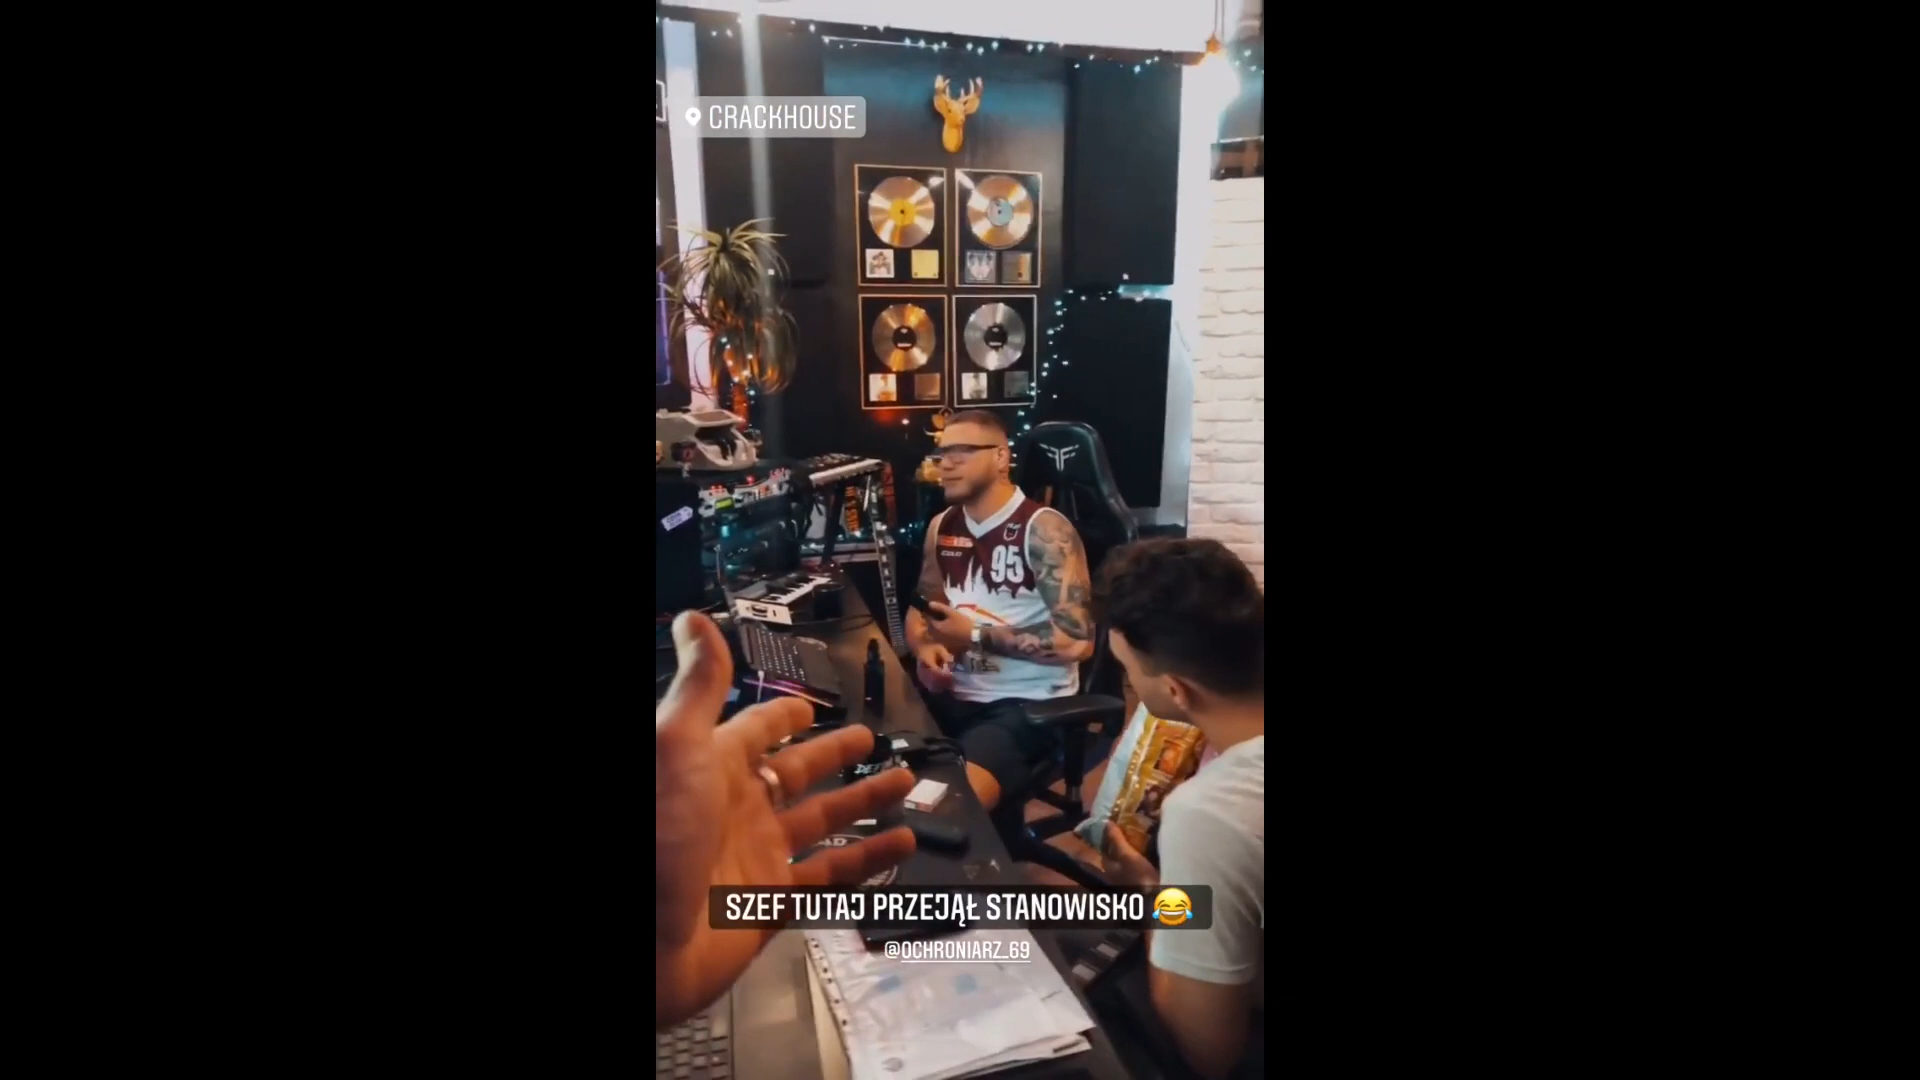 CRACKHOUSE
95
SZEF TUTAJ PRZEJĄŁ STANOWISKO 😂
@OCHRONIARZ_69